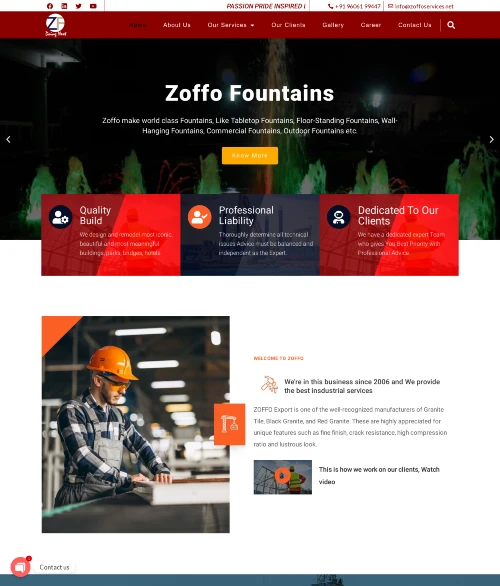 PASSION PRIDE INSPIRED I
+91 96061 99447
info@zoffoservices.net
ZF
Doing Most
Home
About Us
Our Services
Our Clients
Gallery
Career
Contact Us
Zoffo Fountains
Zoffo make world class Fountains, Like Tabletop Fountains, Floor-Standing Fountains, Wall-
Hanging Fountains, Commercial Fountains, Outdoor Fountains etc.
Know More
Quality
Build
We design and remodel most iconic,
beautiful and most meaningful
buildings, parks, bridges, hotels
Professional
Liability
Thoroughly determine all technical
issues Advice must be balanced and
independent as the Expert.
Dedicated To Our
Clients
We have a dedicated expert Team
who gives You Best Priority with
Professional Advice.
WELCOME TO ZOFFO
We're in this business since 2006 and We provide
the best insdustrial services
ZOFFO Export is one of the well-recognized manufacturers of Granite
Tile, Black Granite, and Red Granite. These are highly appreciated for
unique features such as fine finish, crack resistance, high compression
ratio and lustrous look.
This is how we work on our clients, Watch
video
Contact us